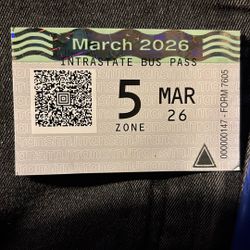 March 2026
INTRASTATE BUS PASS
5 MAR
ZONE 26
000000147 - FORM 7605